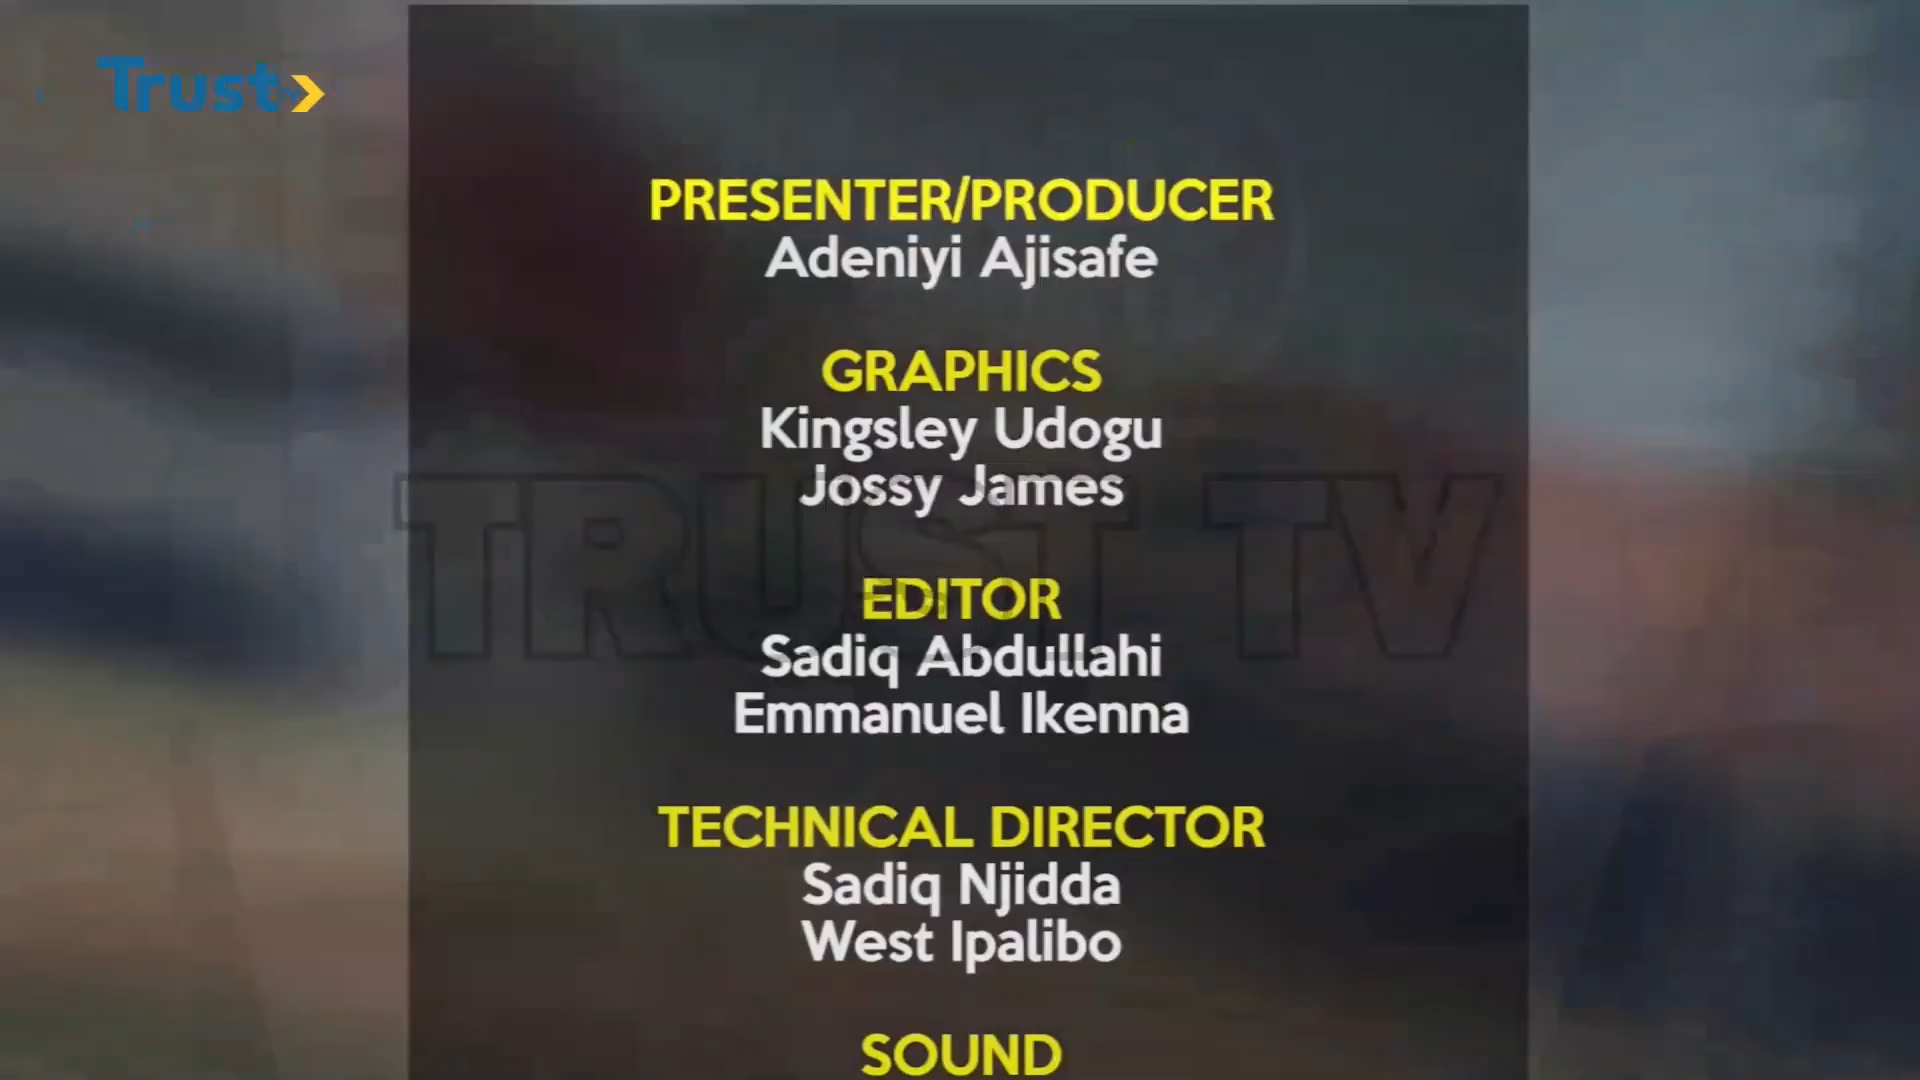 Trust TV
PRESENTER/PRODUCER
Adeniyi Ajisafe
GRAPHICS
Kingsley Udogu
Jossy James
TRUST TV
EDITOR
Sadiq Abdullahi
Emmanuel Ikenna
TECHNICAL DIRECTOR
Sadiq Njidda
West Ipalibo
SOUND